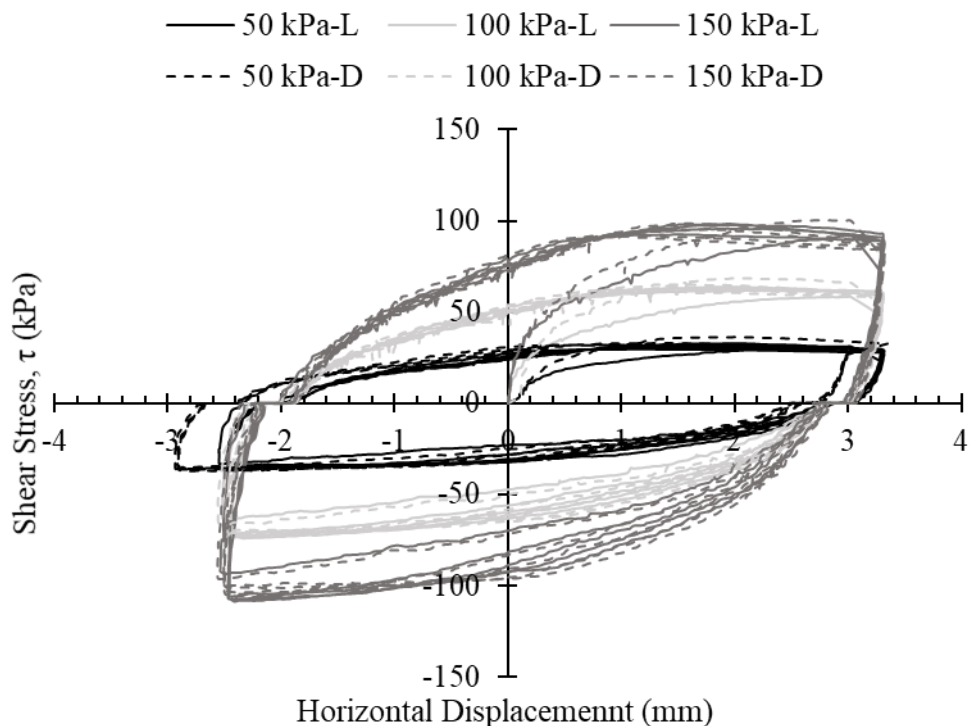 50 kPa-L 100 kPa-L 150 kPa-L
50 kPa-D 100 kPa-D 150 kPa-D
150
100
50
0
-4 -3 -2 -1 0 1 2 3 4
-50
-100
-150
Shear Stress, τ (kPa)
Horizontal Displacemennt (mm)